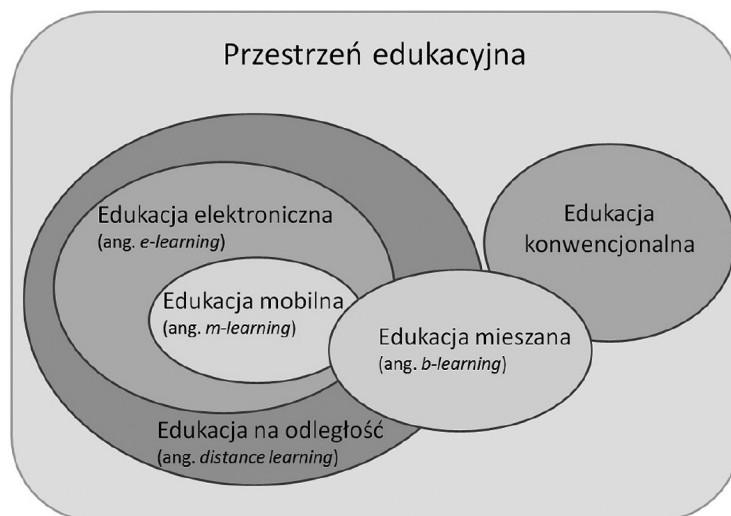 Przestrzeń edukacyjna
Edukacja elektroniczna
(ang. e-learning)
Edukacja
konwencjonalna
Edukacja mobilna
(ang. m-learning)
Edukacja mieszana
(ang. b-learning)
Edukacja na odległość
(ang. distance learning)